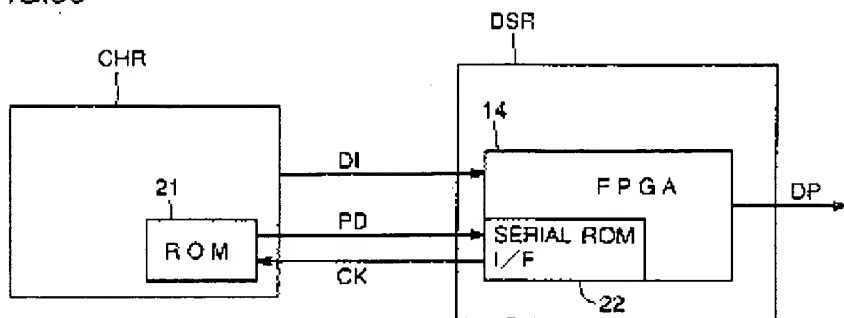 DSR
CHR
14
DI
FPGA
DP
21
PD
ROM
SERIAL ROM
I/F
CK
22